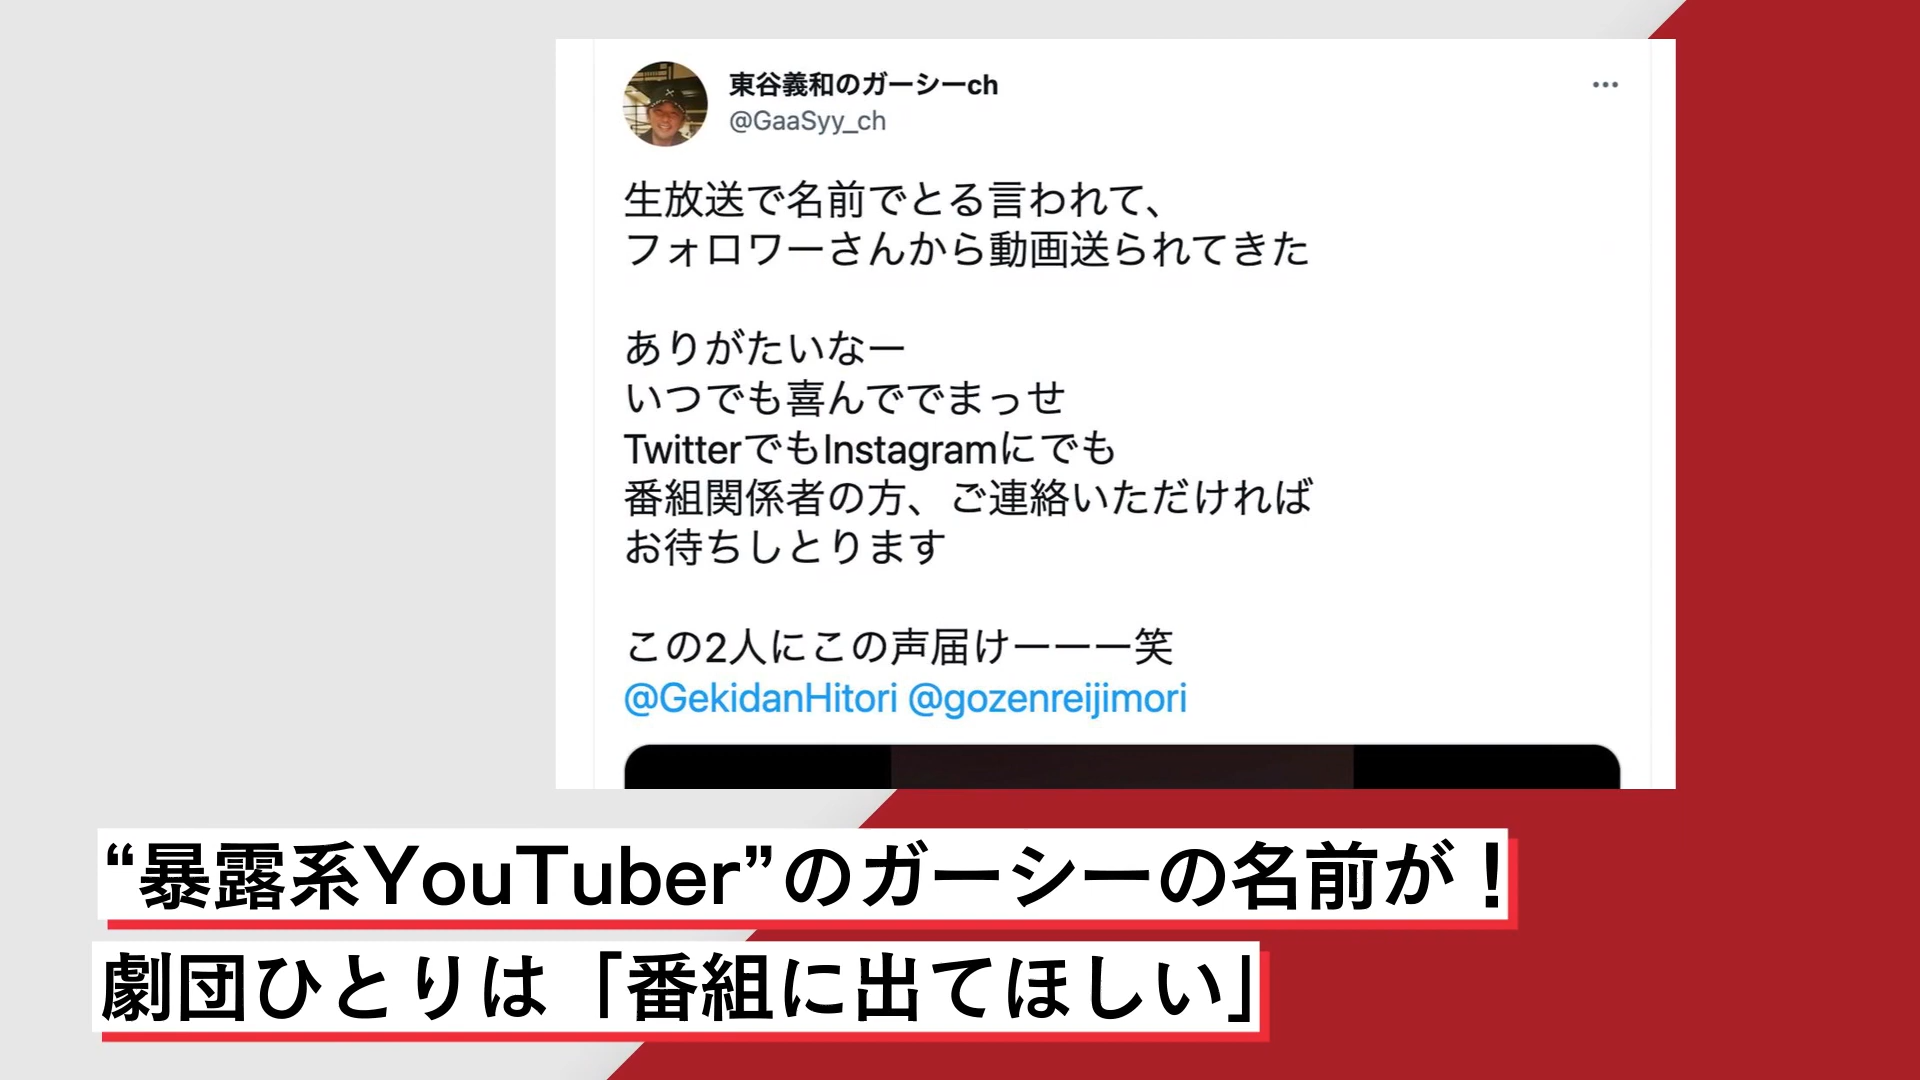 東谷義和のガーシーch
@GaaSyy_ch
生放送で名前でとる言われて、
フォロワーさんから動画送られてきた
ありがたいなー
いつでも喜んででまっせ
TwitterでもInstagramにでも
番組関係者の方、ご連絡いただければ
お待ちしとります
この2人にこの声届けーーー笑
@GekidanHitori @gozenreijimori
“暴露系YouTuber”のガーシーの名前が！
劇団ひとりは「番組に出てほしい」